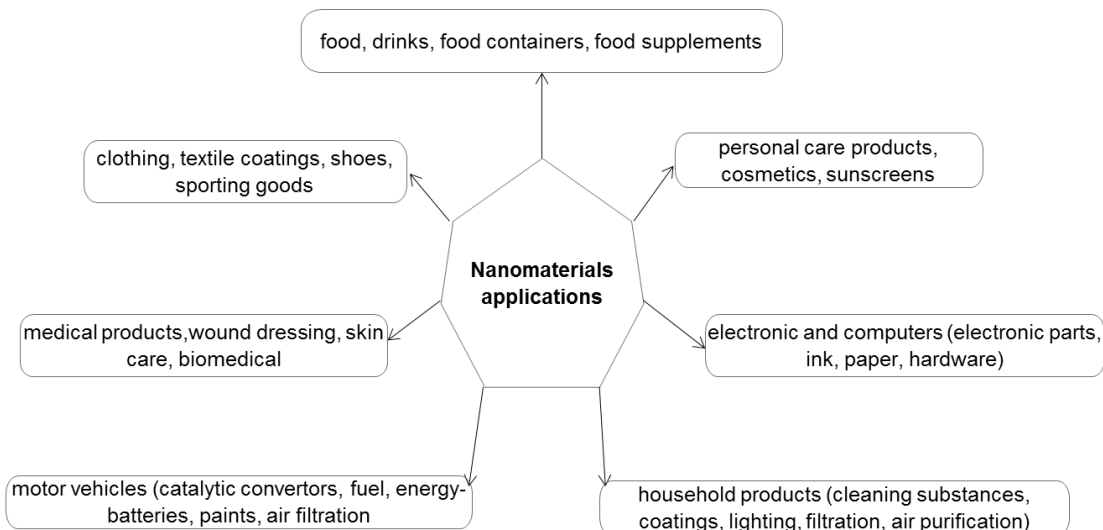 food, drinks, food containers, food supplements
clothing, textile coatings, shoes,
sporting goods
personal care products,
cosmetics, sunscreens
Nanomaterials
applications
medical products,wound dressing, skin
care, biomedical
electronic and computers (electronic parts,
ink, paper, hardware)
motor vehicles (catalytic convertors, fuel, energy-
batteries, paints, air filtration
household products (cleaning substances,
coatings, lighting, filtration, air purification)